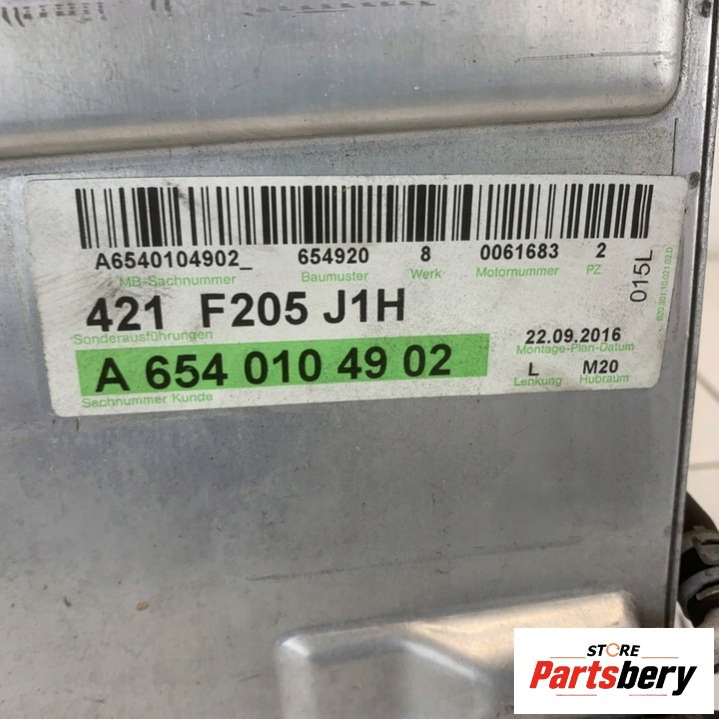 A6540104902_ 654920 8 0061683 2
MB-Sachnummer Baumuster Werk Motornummer PZ
015L
421 F205 J1H
Sonderausführungen
22.09.2016
Montage-Plan-Datum
A 654 010 49 02
L M20
Lenkung Hubraum
Sachnummer Kunde
STORE
Partsbery